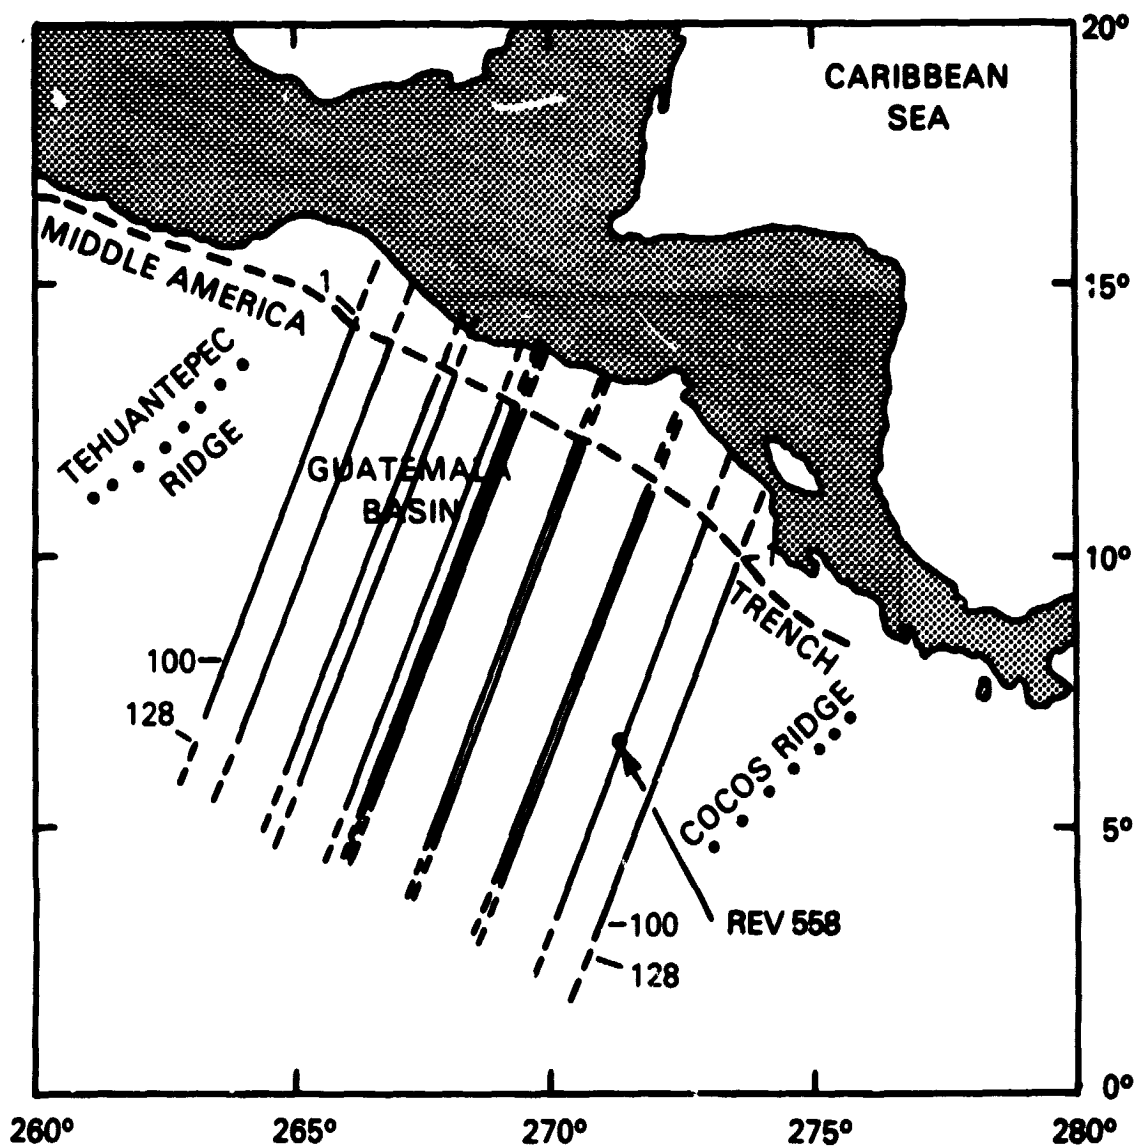 20°
CARIBBEAN
SEA
MIDDLE AMERICA
1
15°
TEHUANTEPEC
RIDGE
GUATEMALA
BASIN
1
10°
TRENCH
100
128
COCOS RIDGE
5°
100
REV 558
128
0°
260°
265°
270°
275°
280°